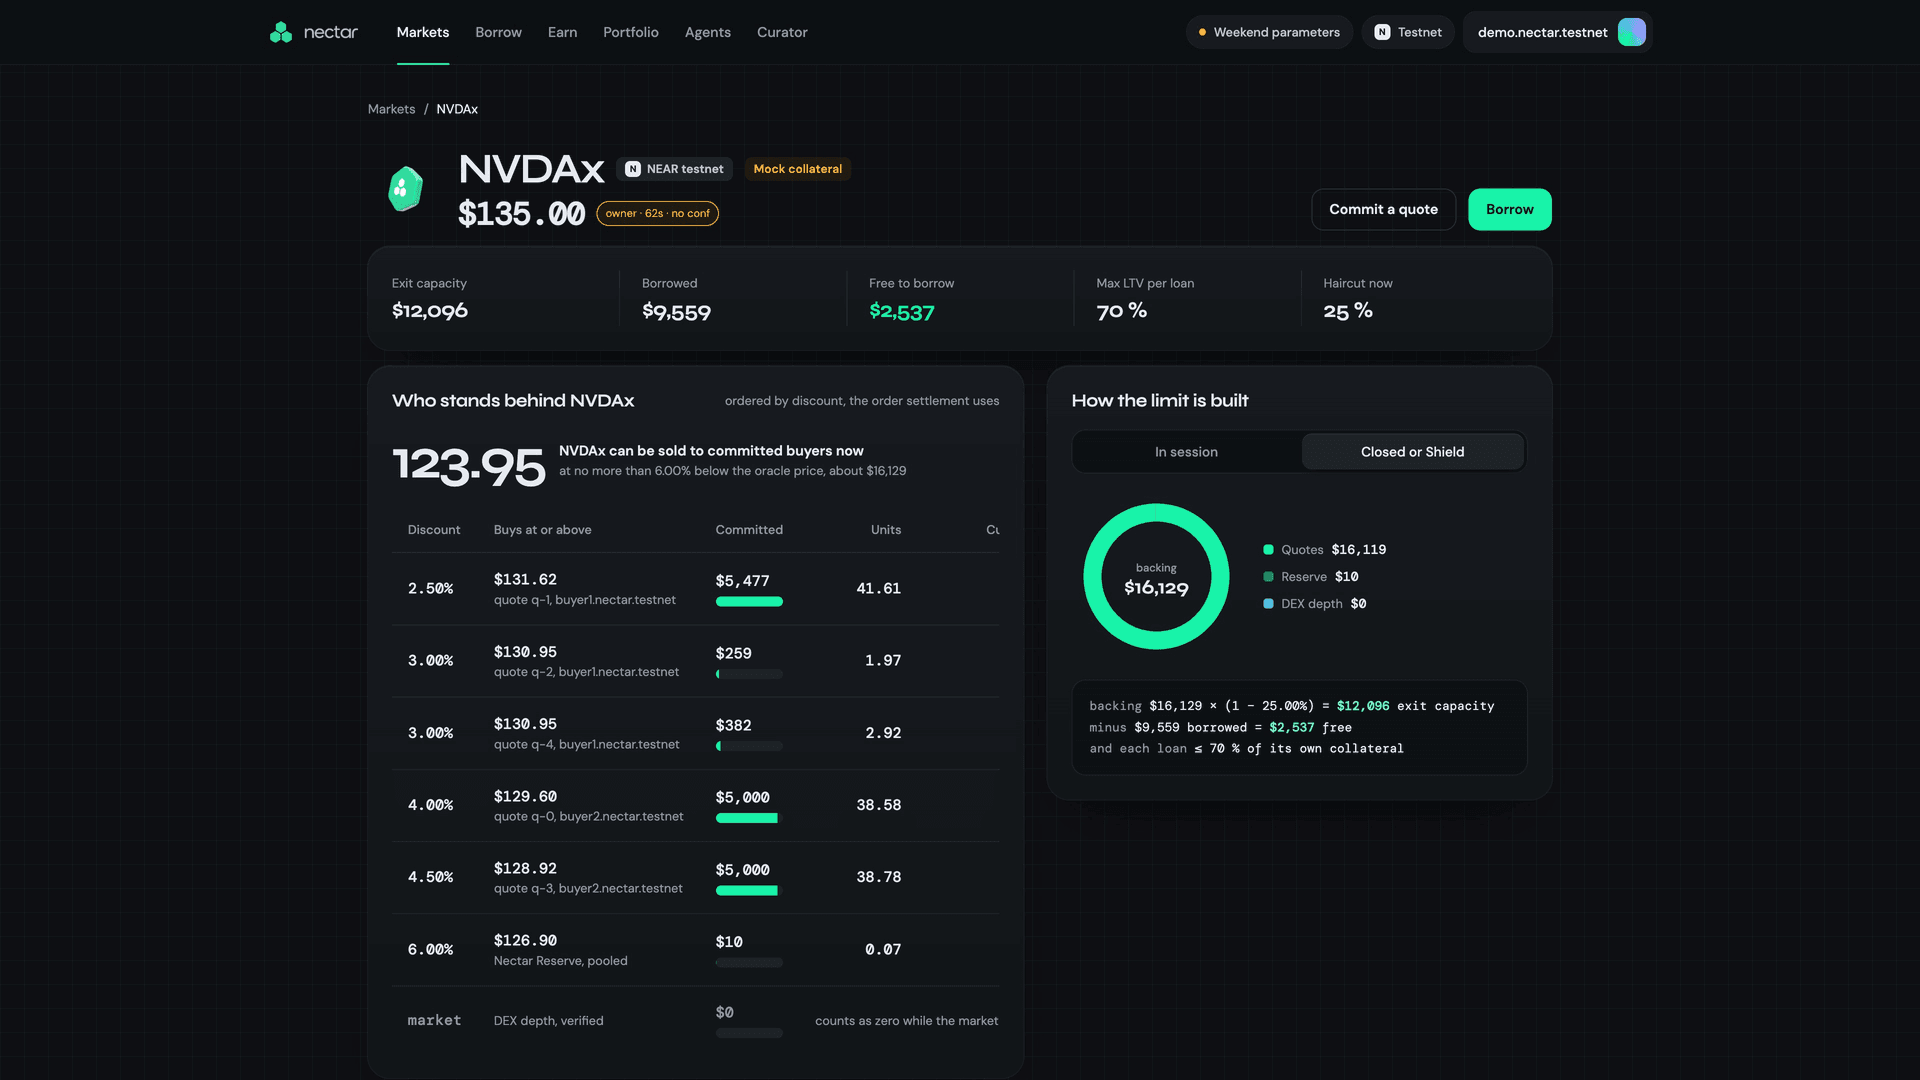 nectar
Markets Borrow Earn Portfolio Agents Curator
Weekend parameters
N Testnet
demo.nectar.testnet
Markets / NVDAx
NVDAx
N NEAR testnet
Mock collateral
$135.00
owner · 62s · no conf
Commit a quote
Borrow
Exit capacity
$12,096
Borrowed
$9,559
Free to borrow
$2,537
Max LTV per loan
70 %
Haircut now
25 %
Who stands behind NVDAx
ordered by discount, the order settlement uses
123.95
NVDAx can be sold to committed buyers now
at no more than 6.00% below the oracle price, about $16,129
Discount Buys at or above Committed Units Cu
2.50% $131.62 $5,477 41.61
quote q-1, buyer1.nectar.testnet
3.00% $130.95 $259 1.97
quote q-2, buyer1.nectar.testnet
3.00% $130.95 $382 2.92
quote q-4, buyer1.nectar.testnet
4.00% $129.60 $5,000 38.58
quote q-0, buyer2.nectar.testnet
4.50% $128.92 $5,000 38.78
quote q-3, buyer2.nectar.testnet
6.00% $126.90 $10 0.07
Nectar Reserve, pooled
market DEX depth, verified $0 counts as zero while the market
How the limit is built
In session
Closed or Shield
backing
$16,129
Quotes $16,119
Reserve $10
DEX depth $0
backing $16,129 × (1 − 25.00%) = $12,096 exit capacity
minus $9,559 borrowed = $2,537 free
and each loan ≤ 70 % of its own collateral